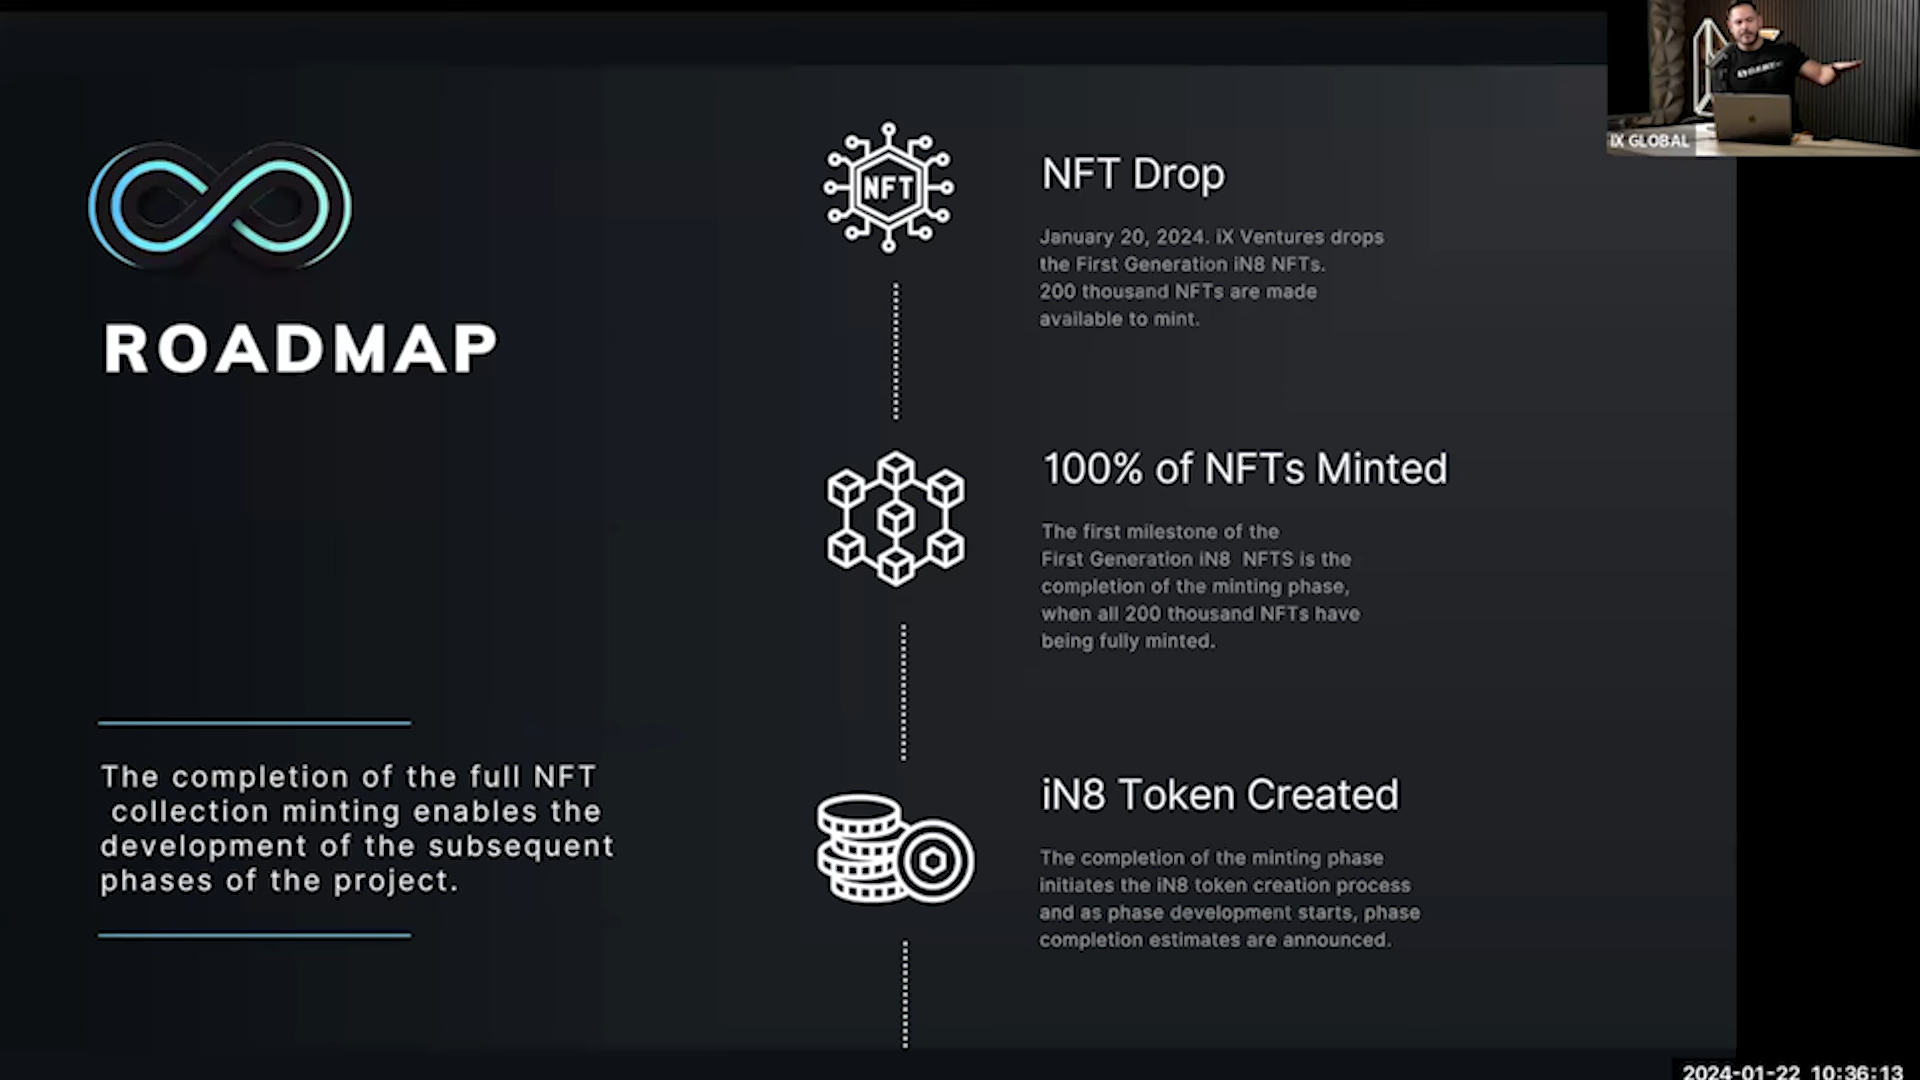 IX GLOBAL
NFT
NFT Drop
January 20, 2024. iX Ventures drops
the First Generation iN8 NFTs.
200 thousand NFTs are made
available to mint.
ROADMAP
100% of NFTs Minted
The first milestone of the
First Generation iN8 NFTS is the
completion of the minting phase,
when all 200 thousand NFTs have
being fully minted.
The completion of the full NFT
collection minting enables the
development of the subsequent
phases of the project.
iN8 Token Created
The completion of the minting phase
initiates the iN8 token creation process
and as phase development starts, phase
completion estimates are announced.
2024-01-22 10:36:13